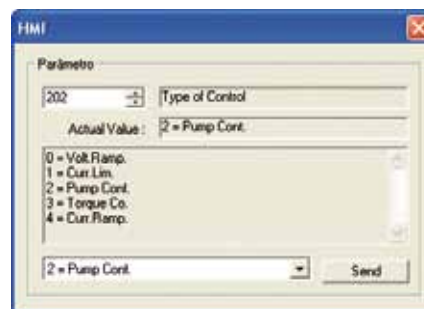 HMI
Parâmetro
202 Type of Control
Actual Value : 2 = Pump Cont.
0 = Volt.Ramp.
1 = Curr.Lim.
2 = Pump Cont.
3 = Torque Co.
4 = Curr.Ramp.
2 = Pump Cont. Send